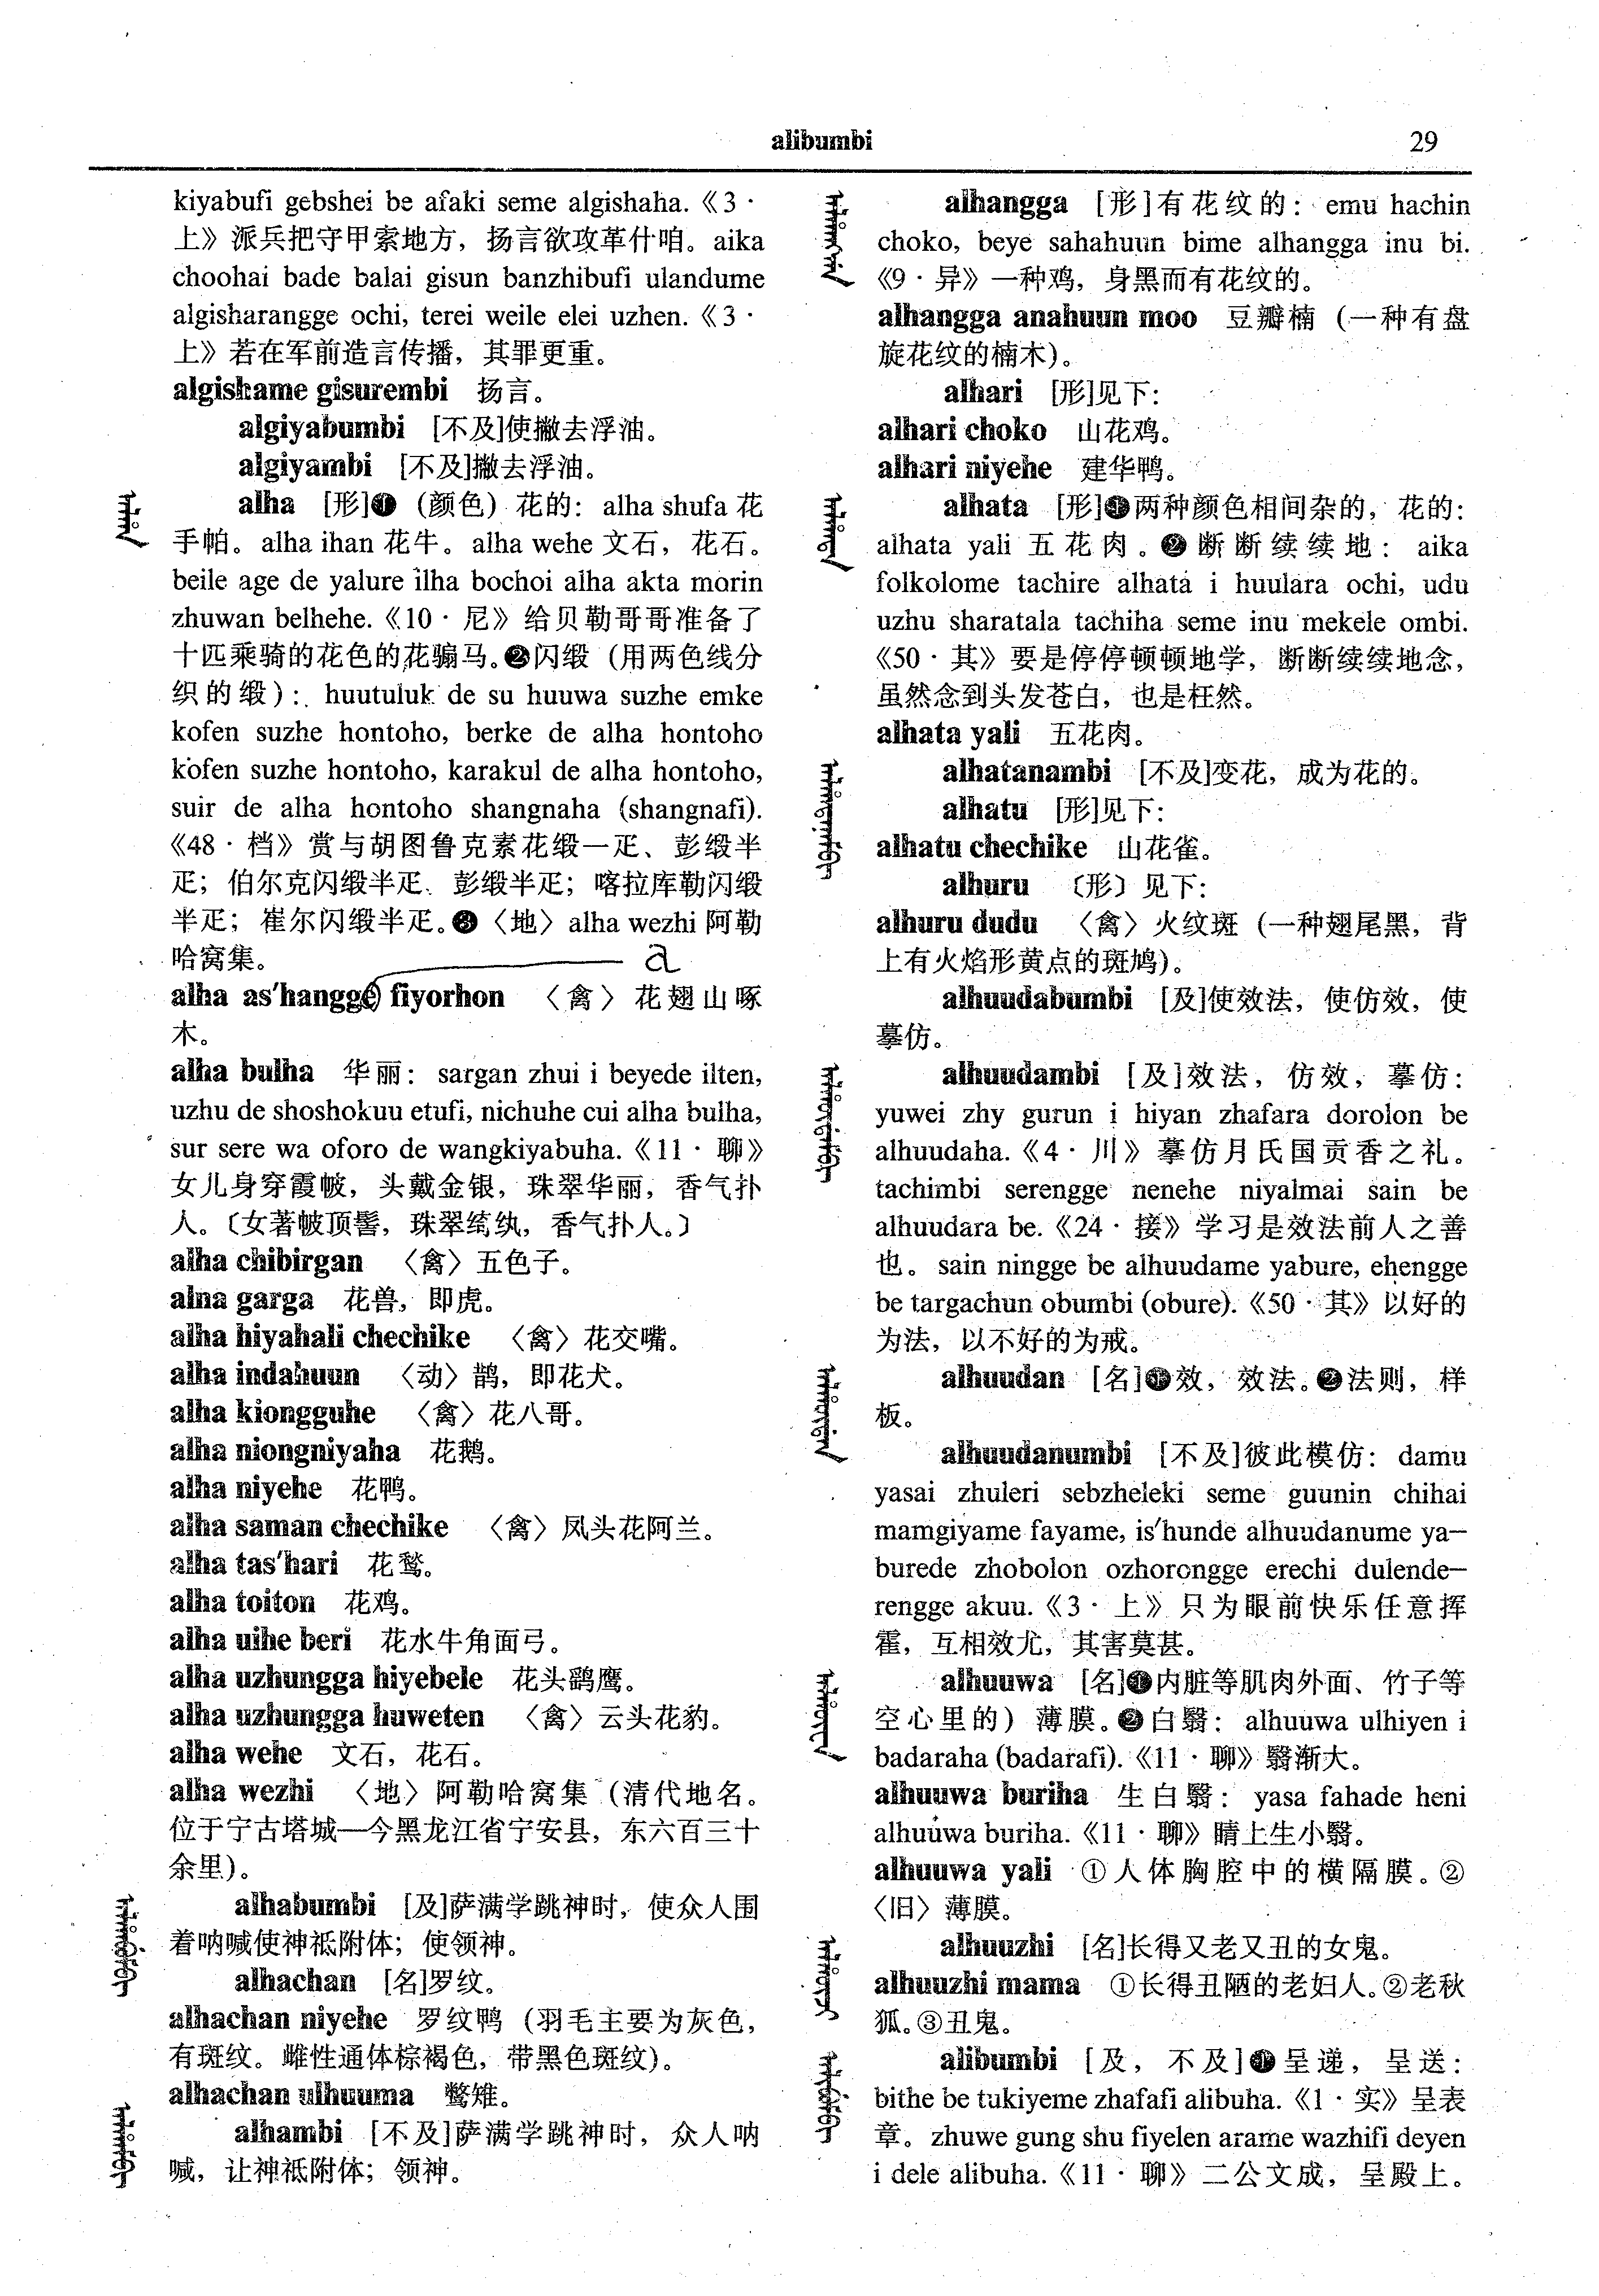 alibumbi
29
kiyabufi gebshei be afaki seme algishaha.《3·
上》派兵把守甲索地方，扬言欲攻革什咱。aika
choohai bade balai gisun banzhibufi ulandume
algisharangge ochi, terei weile elei uzhen.《3·
上》若在军前造言传播，其罪更重。
algishame gisurembi 扬言。
algiyabumbi [不及]使撇去浮油。
algiyambi [不及]撇去浮油。
alha [形]❶（颜色）花的：alha shufa 花
手帕。alha ihan 花牛。alha wehe 文石，花石。
beile age de yalure ilha bochoi alha akta morin
zhuwan belhehe.《10·尼》给贝勒哥哥准备了
十匹乘骑的花色的花骟马。❷闪缎（用两色线分
织的缎）：huutuluk de su huuwa suzhe emke
kofen suzhe hontoho, berke de alha hontoho
kofen suzhe hontoho, karakul de alha hontoho,
suir de alha hontoho shangnaha (shangnafi).
《48·档》赏与胡图鲁克素花缎一疋、彭缎半
疋；伯尔克闪缎半疋、彭缎半疋；喀拉库勒闪缎
半疋；崔尔闪缎半疋。❸〈地〉alha wezhi 阿勒
哈窝集。
a
alha as'hangge fiyorhon 〈禽〉花翅山啄
木。
alha bulha 华丽：sargan zhui i beyede ilten,
uzhu de shoshokuu etufi, nichuhe cui alha bulha,
sur sere wa oforo de wangkiyabuha.《11·聊》
女儿身穿霞帔，头戴金银，珠翠华丽，香气扑
人。〔女著帔顶髻，珠翠纨，香气扑人。〕
alha chibirgan 〈禽〉五色子。
alha garga 花兽，即虎。
alha hiyahali chechike 〈禽〉花交嘴。
alha indahuun 〈动〉鹊，即花犬。
alha kiongguhe 〈禽〉花八哥。
alha niongniyaha 花鹅。
alha niyehe 花鸭。
alha saman chechike 〈禽〉凤头花阿兰。
alha tas'hari 花鹜。
alha toiton 花鸡。
alha uihe beri 花水牛角面弓。
alha uzhungga hiyebele 花头鹞鹰。
alha uzhungga huweten 〈禽〉云头花豹。
alha wehe 文石，花石。
alha wezhi 〈地〉阿勒哈窝集（清代地名。
位于宁古塔城—今黑龙江省宁安县，东六百三十
余里）。
alhabumbi [及]萨满学跳神时，使众人围
着呐喊使神祇附体；使领神。
alhachan [名]罗纹。
alhachan niyehe 罗纹鸭（羽毛主要为灰色，
有斑纹。雌性通体棕褐色，带黑色斑纹）。
alhachan ulhuuma 鷩雉。
alhambi [不及]萨满学跳神时，众人呐
喊，让神祇附体；领神。
alhangga [形]有花纹的：emu hachin
choko, beye sahahuun bime alhangga inu bi.
《9·异》一种鸡，身黑而有花纹的。
alhangga anahuun moo 豆瓣楠（一种有盘
旋花纹的楠木）。
alhari [形]见下：
alhari choko 山花鸡。
alhari niyehe 建华鸭。
alhata [形]❶两种颜色相间杂的，花的：
alhata yali 五花肉。❷断断续续地：aika
folkolome tachire alhata i huulara ochi, udu
uzhu sharatala tachiha seme inu mekele ombi.
《50·其》要是停停顿顿地学，断断续续地念，
虽然念到头发苍白，也是枉然。
alhata yali 五花肉。
alhatanambi [不及]变花，成为花的。
alhatu [形]见下：
alhatu chechike 山花雀。
alhuru 〔形〕见下：
alhuru dudu 〈禽〉火纹斑（一种翅尾黑，背
上有火焰形黄点的斑鸠）。
alhuudabumbi [及]使效法，使仿效，使
摹仿。
alhuudambi [及]效法，仿效，摹仿：
yuwei zhy gurun i hiyan zhafara dorolon be
alhuudaha.《4·川》摹仿月氏国贡香之礼。
tachimbi serengge nenehe niyalmai sain be
alhuudara be.《24·接》学习是效法前人之善
也。sain ningge be alhuudame yabure, ehengge
be targachun obumbi (obure).《50·其》以好的
为法，以不好的为戒。
alhuudan [名]❶效，效法。❷法则，样
板。
alhuudanumbi [不及]彼此模仿：damu
yasai zhuleri sebzheleki seme guunin chihai
mamgiyame fayame, is'hunde alhuudanume ya-
burede zhobolon ozhorongge erechi dulende-
rengge akuu.《3·上》只为眼前快乐任意挥
霍，互相效尤，其害莫甚。
alhuuwa [名]❶内脏等肌肉外面、竹子等
空心里的）薄膜。❷白翳：alhuuwa ulhiyen i
badaraha (badarafi).《11·聊》翳渐大。
alhuuwa buriha 生白翳：yasa fahade heni
alhuuwa buriha.《11·聊》睛上生小翳。
alhuuwa yali ①人体胸腔中的横隔膜。②
〈旧〉薄膜。
alhuuzhi [名]长得又老又丑的女鬼。
alhuuzhi mama ①长得丑陋的老妇人。②老秋
狐。③丑鬼。
alibumbi [及，不及]❶呈递，呈送：
bithe be tukiyeme zhafafi alibuha.《1·实》呈表
章。zhuwe gung shu fiyelen arame wazhifi deyen
i dele alibuha.《11·聊》二公文成，呈殿上。